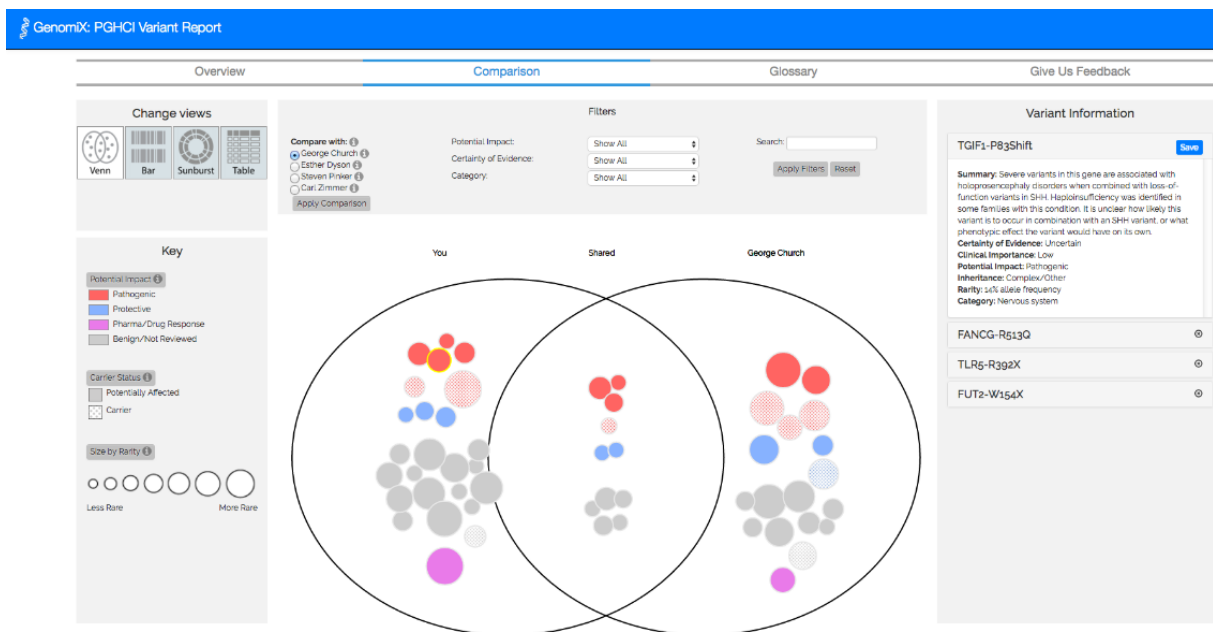 GenomiX: PGHCI Variant Report
Overview
Comparison
Glossary
Give Us Feedback
Change views
Venn
Bar
Sunburst
Table
Filters
Compare with:
George Church
Esther Dyson
Steven Pinker
Carl Zimmer
Apply Comparison
Potential Impact:
Show All
Certainty of Evidence:
Show All
Category:
Show All
Search:
Apply Filters
Reset
Key
Potential Impact
Pathogenic
Protective
Pharma/Drug Response
Benign/Not Reviewed
Carrier Status
Potentially Affected
Carrier
Size by Rarity
Less Rare
More Rare
You
Shared
George Church
Variant Information
TGIF1-P83Shift
Save
Summary: Severe variants in this gene are associated with
holoprosencephaly disorders when combined with loss-of-
function variants in SHH. Haploinsufficiency was identified in
some families with this condition. It is unclear how likely this
variant is to occur in combination with an SHH variant, or what
phenotypic effect the variant would have on its own.
Certainty of Evidence: Uncertain
Clinical Importance: Low
Potential Impact: Pathogenic
Inheritance: Complex/Other
Rarity: 14% allele frequency
Category: Nervous system
FANCG-R513Q
TLR5-R392X
FUT2-W154X